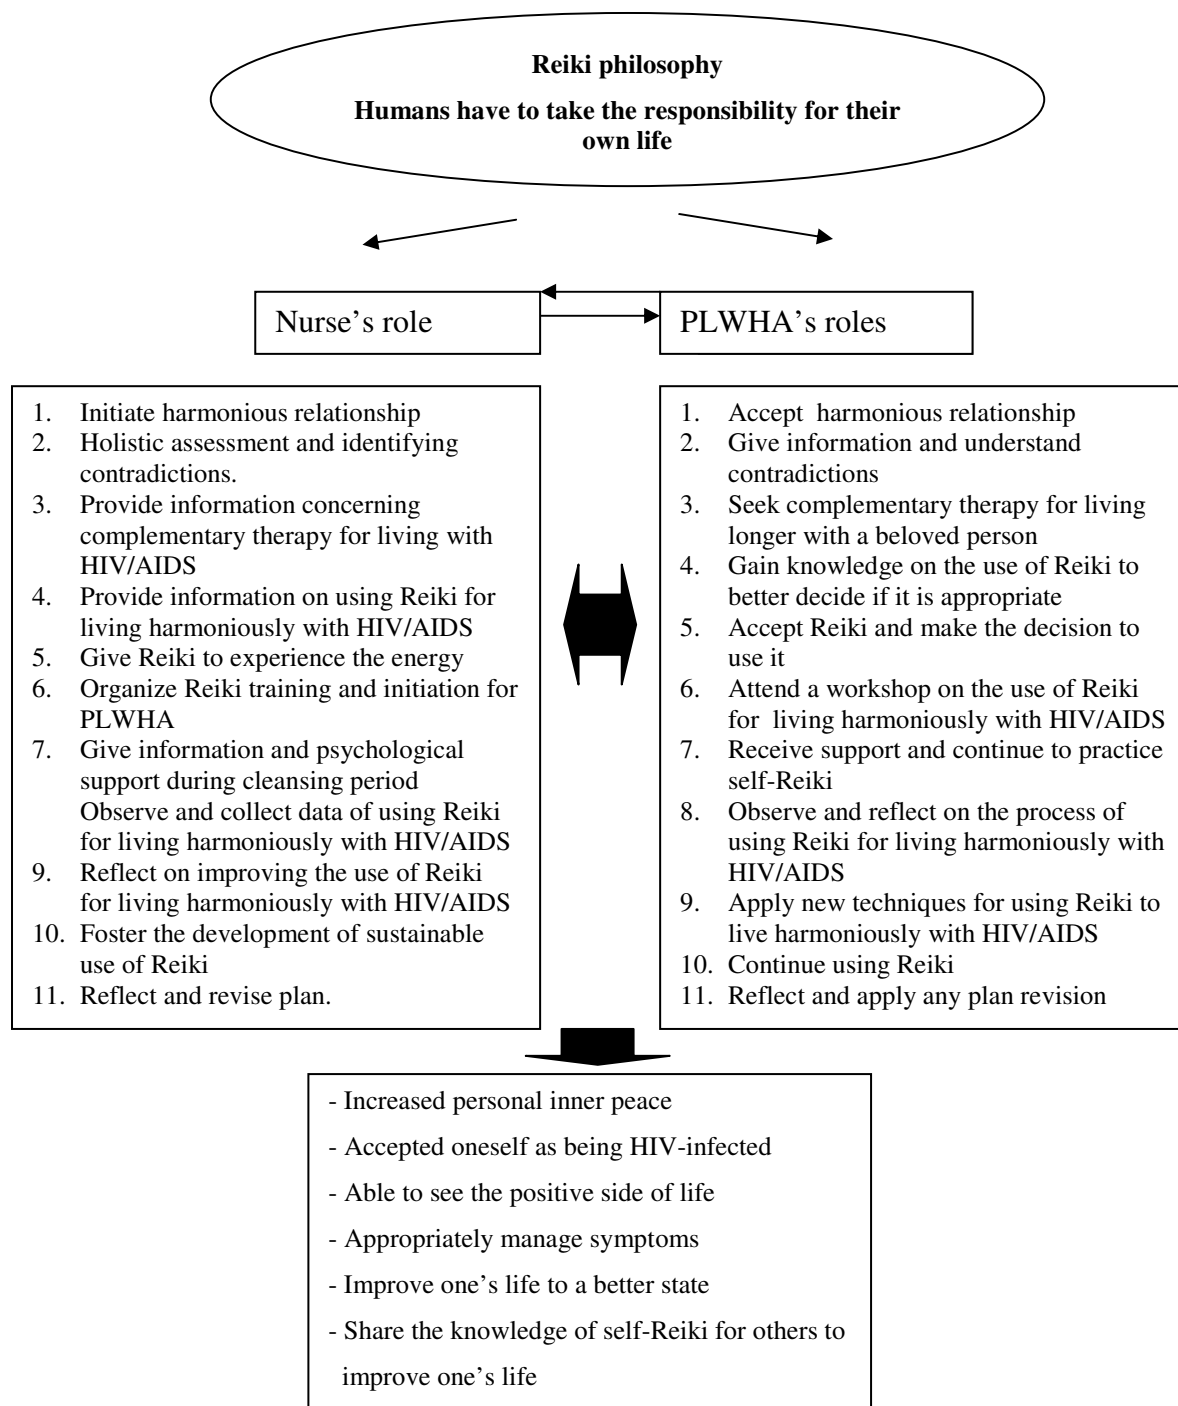 Reiki philosophy
Humans have to take the responsibility for their
own life
Nurse’s role
PLWHA’s roles
1. Initiate harmonious relationship
2. Holistic assessment and identifying
contradictions.
3. Provide information concerning
complementary therapy for living with
HIV/AIDS
4. Provide information on using Reiki for
living harmoniously with HIV/AIDS
5. Give Reiki to experience the energy
6. Organize Reiki training and initiation for
PLWHA
7. Give information and psychological
support during cleansing period
Observe and collect data of using Reiki
for living harmoniously with HIV/AIDS
9. Reflect on improving the use of Reiki
for living harmoniously with HIV/AIDS
10. Foster the development of sustainable
use of Reiki
11. Reflect and revise plan.
1. Accept harmonious relationship
2. Give information and understand
contradictions
3. Seek complementary therapy for living
longer with a beloved person
4. Gain knowledge on the use of Reiki to
better decide if it is appropriate
5. Accept Reiki and make the decision to
use it
6. Attend a workshop on the use of Reiki
for living harmoniously with HIV/AIDS
7. Receive support and continue to practice
self-Reiki
8. Observe and reflect on the process of
using Reiki for living harmoniously with
HIV/AIDS
9. Apply new techniques for using Reiki to
live harmoniously with HIV/AIDS
10. Continue using Reiki
11. Reflect and apply any plan revision
- Increased personal inner peace
- Accepted oneself as being HIV-infected
- Able to see the positive side of life
- Appropriately manage symptoms
- Improve one’s life to a better state
- Share the knowledge of self-Reiki for others to
improve one’s life